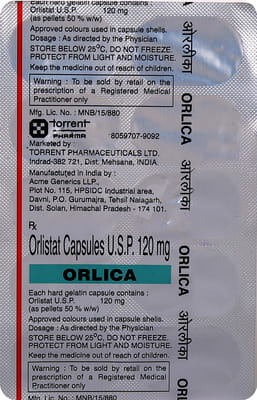 Each hard gelatin capsule contains :
Orlistat U.S.P. 120 mg
(as pellets 50 % w/w)
Approved colours used in capsule shells.
Dosage : As directed by the Physician
STORE BELOW 25°C, DO NOT FREEZE.
PROTECT FROM LIGHT AND MOISTURE.
Keep the medicine out of reach of children.
Warning : To be sold by retail on the
prescription of a Registered Medical
Practitioner only
Mfg. Lic. No. : MNB/15/880
torrent
PHARMA
8059707-9092
Marketed by
TORRENT PHARMACEUTICALS LTD.
Indrad-382 721, Dist. Mehsana, INDIA.
Manufactured in India by :
Acme Generics LLP.,
Plot No. 115, HPSIDC Industrial area,
Davni, P.O. Gurumajra, Tehsil Nalagarh,
Dist. Solan, Himachal Pradesh - 174 101.
Rx
Orlistat Capsules U.S.P. 120 mg
ORLICA
Each hard gelatin capsule contains :
Orlistat U.S.P. 120 mg
(as pellets 50 % w/w)
Approved colours used in capsule shells.
Dosage : As directed by the Physician
STORE BELOW 25°C, DO NOT FREEZE.
PROTECT FROM LIGHT AND MOISTURE.
Keep the medicine out of reach of children.
Warning : To be sold by retail on the
prescription of a Registered Medical
Practitioner only
Mfg. Lic. No. : MNB/15/880
ऑरलीका
ORLICA
ऑरलीका
ORLICA
ऑरलीका
ORLICA